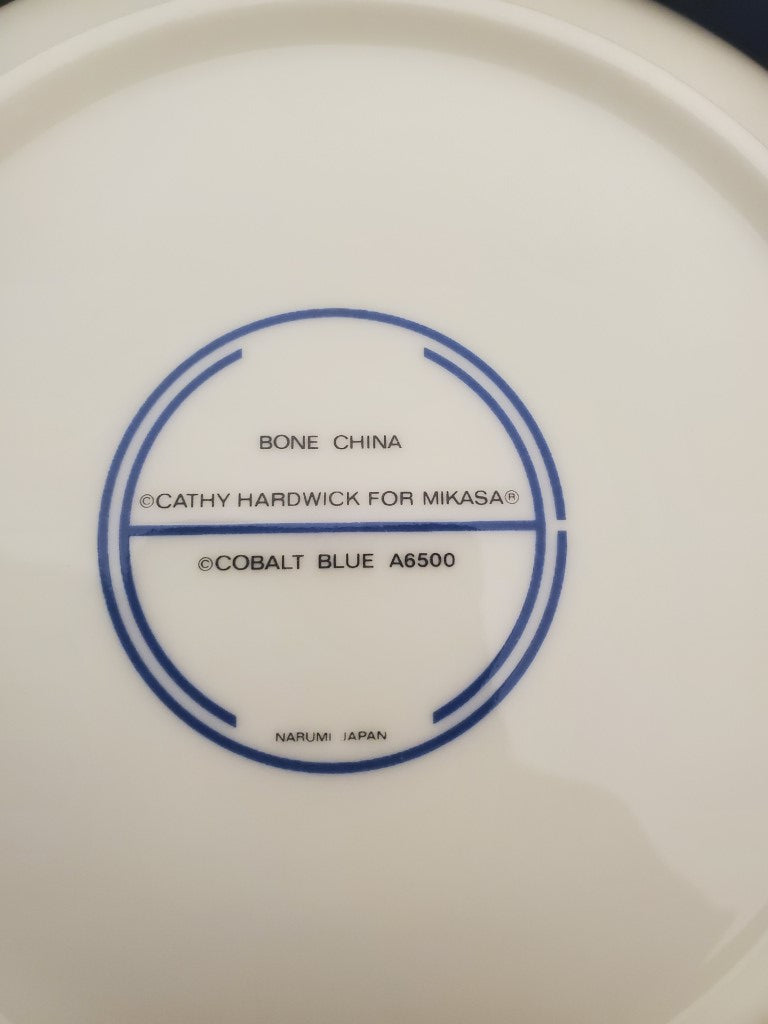 BONE CHINA
©CATHY HARDWICK FOR MIKASA®
©COBALT BLUE A6500
NARUMI JAPAN